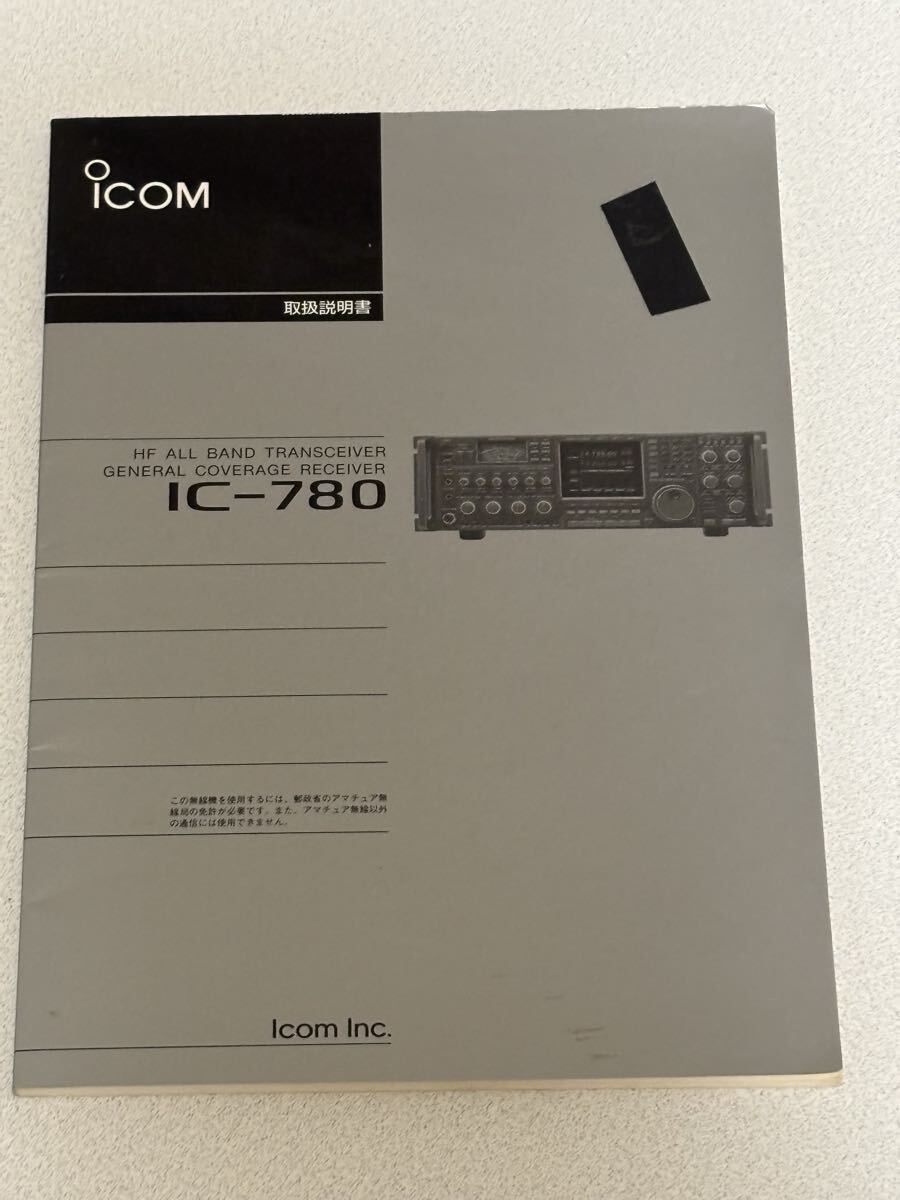 ICOM
取扱説明書
HF ALL BAND TRANSCEIVER
GENERAL COVERAGE RECEIVER
IC-780
この無線機を使用するには、郵政省のアマチュア無
線局の免許が必要です。また、アマチュア無線以外
の通信には使用できません。
Icom Inc.